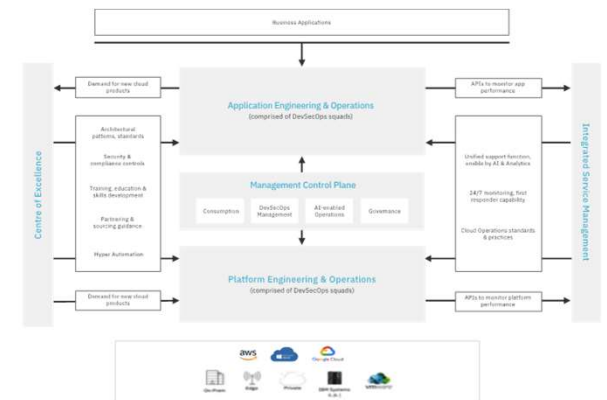 Business Applications
Demand for new cloud
products
Application Engineering & Operations
(comprised of DevSecOps squads)
APIs to monitor app
performance
Centre of Excellence
Architectural
patterns, standards
Security &
compliance controls
Training, education &
skills development
Partnering &
sourcing guidance
Hyper Automation
Management Control Plane
Consumption
DevSecOps
Management
AI-enabled
Operations
Governance
Unified support function,
enable by AI & Analytics
24/7 monitoring, first
responder capability
Cloud Operations standards
& practices
Integrated Service Management
Demand for new cloud
products
Platform Engineering & Operations
(comprised of DevSecOps squads)
APIs to monitor platform
performance
aws
Google Cloud
On-Prem
Edge
Private
IBM Systems